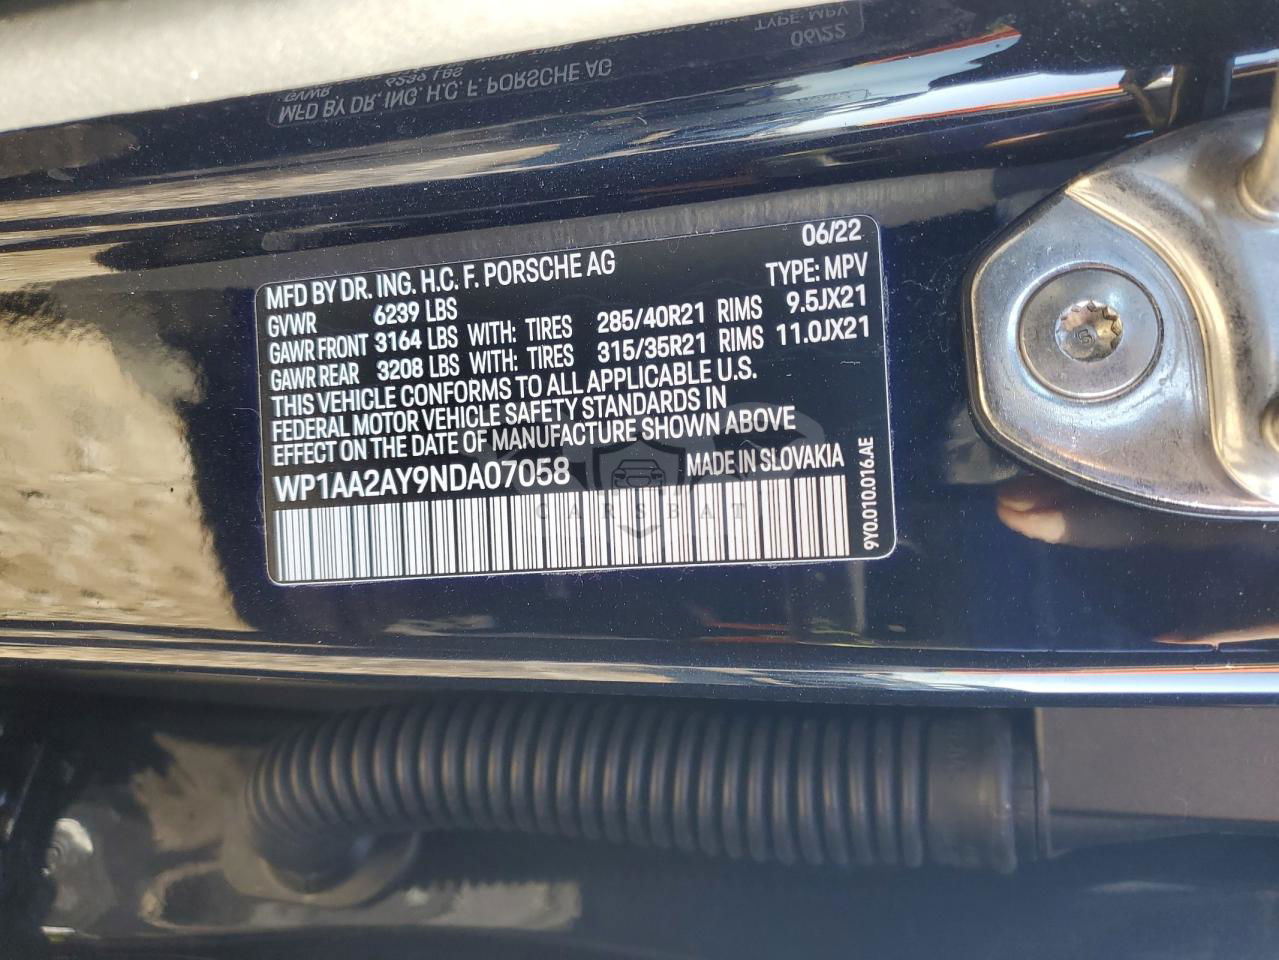 MFD BY DR. ING. H.C. F. PORSCHE AG 06/22
GVWR 6239 LBS TYPE: MPV
GAWR FRONT 3164 LBS WITH: TIRES 285/40R21 RIMS 9.5JX21
GAWR REAR 3208 LBS WITH: TIRES 315/35R21 RIMS 11.0JX21
THIS VEHICLE CONFORMS TO ALL APPLICABLE U.S.
FEDERAL MOTOR VEHICLE SAFETY STANDARDS IN
EFFECT ON THE DATE OF MANUFACTURE SHOWN ABOVE
WP1AA2AY9NDA07058 MADE IN SLOVAKIA
9Y0.010.016.AE
CARSBAT